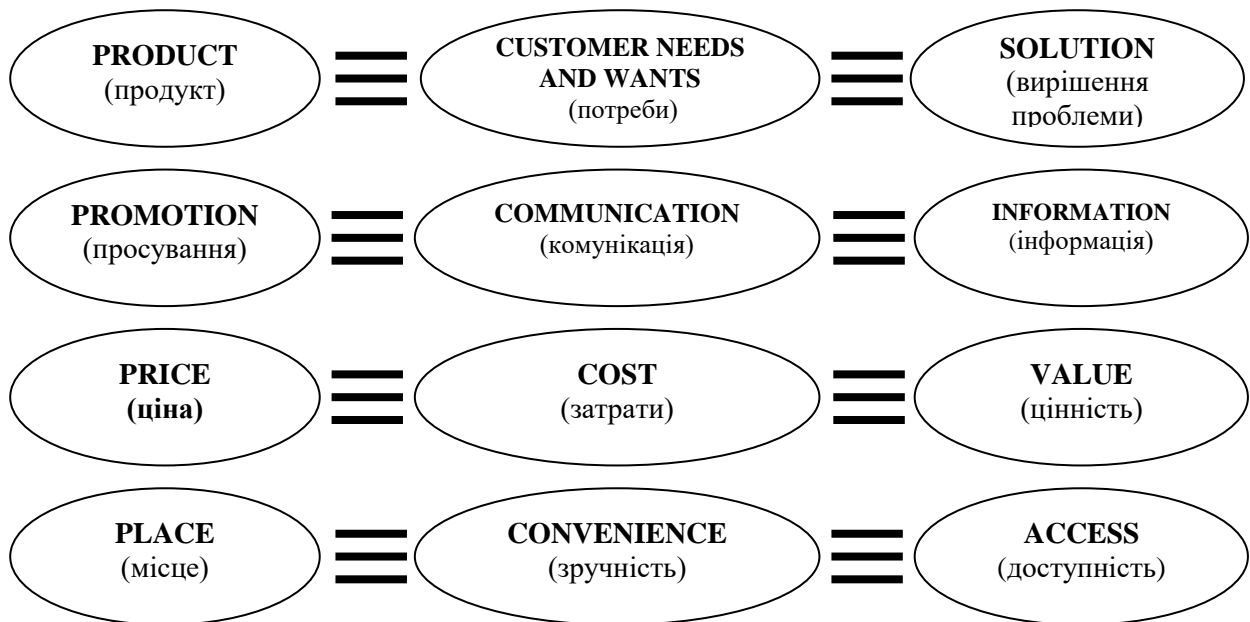 PRODUCT
(продукт)
CUSTOMER NEEDS
AND WANTS
(потреби)
SOLUTION
(вирішення
проблеми)
PROMOTION
(просування)
COMMUNICATION
(комунікація)
INFORMATION
(інформація)
PRICE
(ціна)
COST
(затрати)
VALUE
(цінність)
PLACE
(місце)
CONVENIENCE
(зручність)
ACCESS
(доступність)